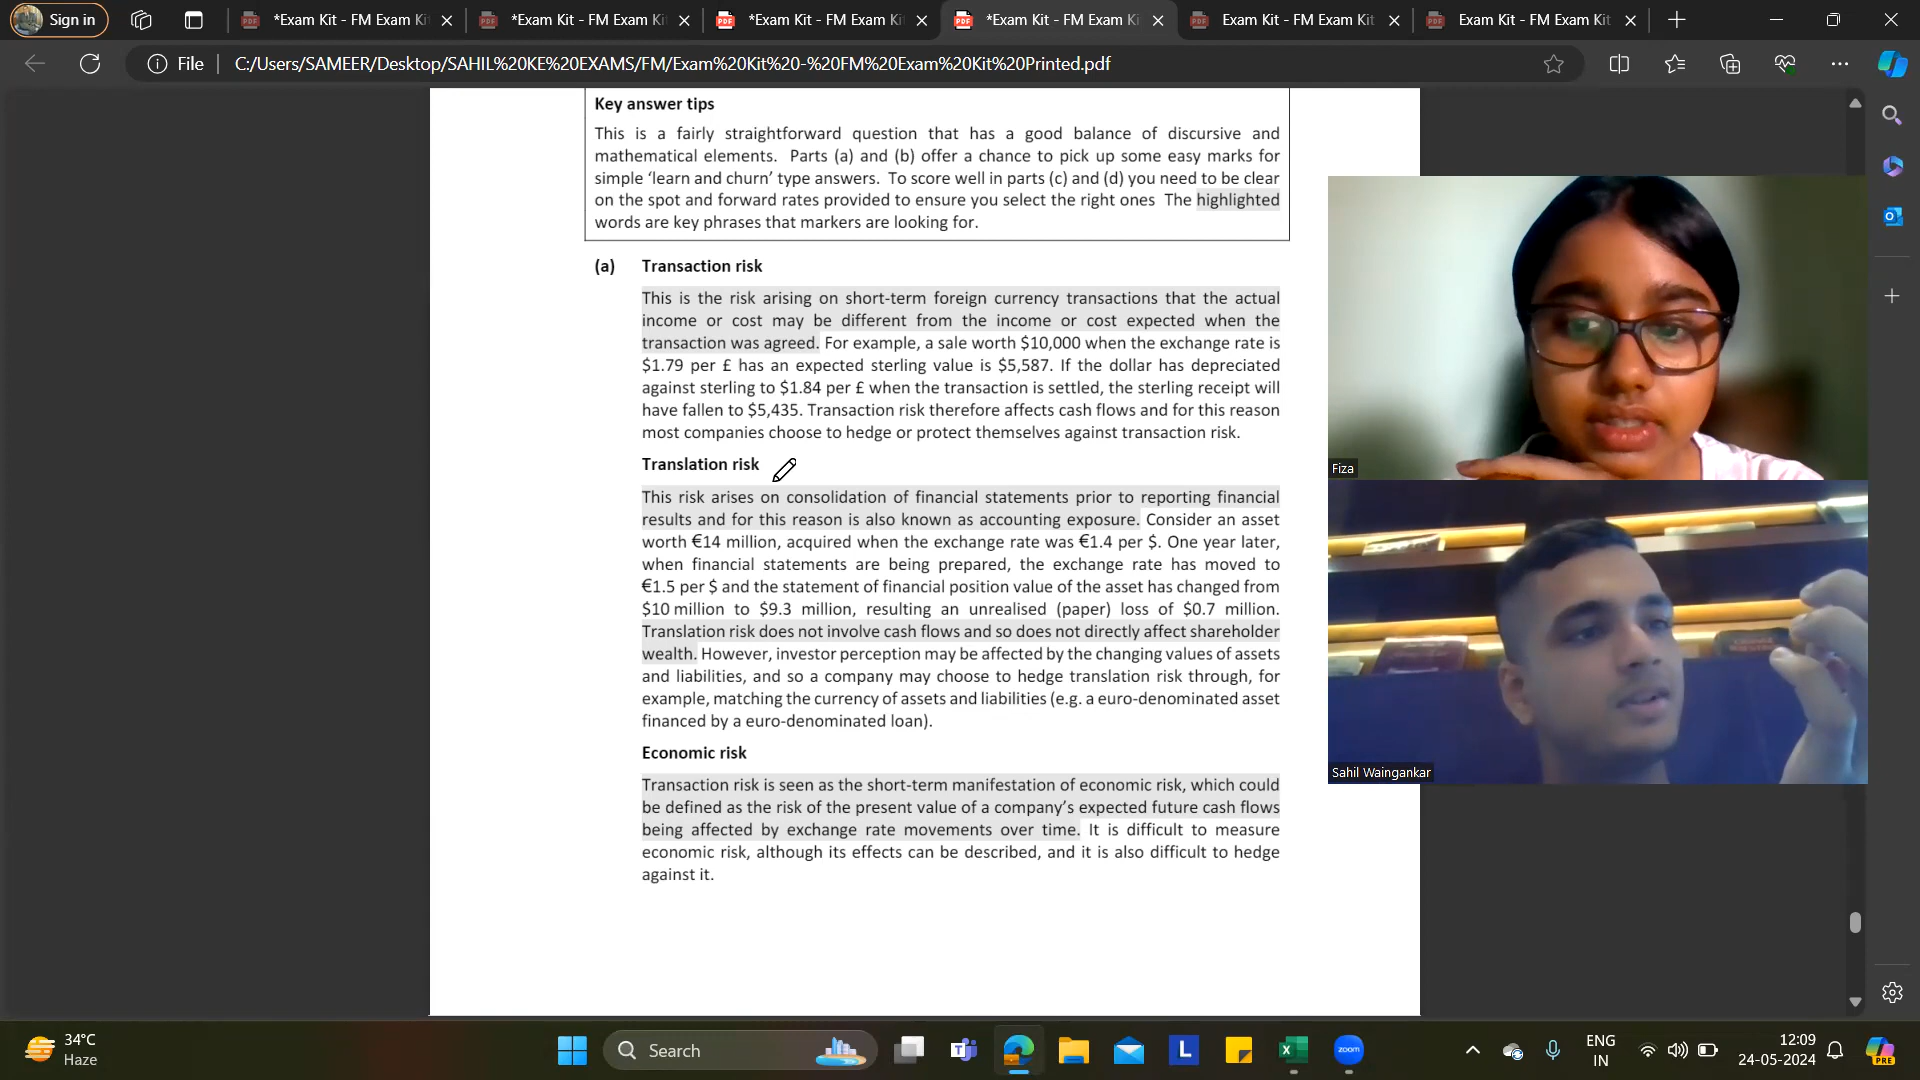 Sign in
*Exam Kit - FM Exam Ki
*Exam Kit - FM Exam Kit
*Exam Kit - FM Exam Kit
*Exam Kit - FM Exam Ki
Exam Kit - FM Exam Kit
Exam Kit - FM Exam Kit
File
C:/Users/SAMEER/Desktop/SAHIL%20KE%20EXAMS/FM/Exam%20Kit%20-%20FM%20Exam%20Kit%20Printed.pdf
Key answer tips
This is a fairly straightforward question that has a good balance of discursive and
mathematical elements. Parts (a) and (b) offer a chance to pick up some easy marks for
simple ‘learn and churn’ type answers. To score well in parts (c) and (d) you need to be clear
on the spot and forward rates provided to ensure you select the right ones The highlighted
words are key phrases that markers are looking for.
(a) Transaction risk
This is the risk arising on short-term foreign currency transactions that the actual
income or cost may be different from the income or cost expected when the
transaction was agreed. For example, a sale worth $10,000 when the exchange rate is
$1.79 per £ has an expected sterling value is $5,587. If the dollar has depreciated
against sterling to $1.84 per £ when the transaction is settled, the sterling receipt will
have fallen to $5,435. Transaction risk therefore affects cash flows and for this reason
most companies choose to hedge or protect themselves against transaction risk.
Translation risk
This risk arises on consolidation of financial statements prior to reporting financial
results and for this reason is also known as accounting exposure. Consider an asset
worth €14 million, acquired when the exchange rate was €1.4 per $. One year later,
when financial statements are being prepared, the exchange rate has moved to
€1.5 per $ and the statement of financial position value of the asset has changed from
$10 million to $9.3 million, resulting an unrealised (paper) loss of $0.7 million.
Translation risk does not involve cash flows and so does not directly affect shareholder
wealth. However, investor perception may be affected by the changing values of assets
and liabilities, and so a company may choose to hedge translation risk through, for
example, matching the currency of assets and liabilities (e.g. a euro-denominated asset
financed by a euro-denominated loan).
Economic risk
Transaction risk is seen as the short-term manifestation of economic risk, which could
be defined as the risk of the present value of a company’s expected future cash flows
being affected by exchange rate movements over time. It is difficult to measure
economic risk, although its effects can be described, and it is also difficult to hedge
against it.
Fiza
Sahil Waingankar
34°C
Haze
Search
zoom
ENG
IN
12:09
24-05-2024
PRE